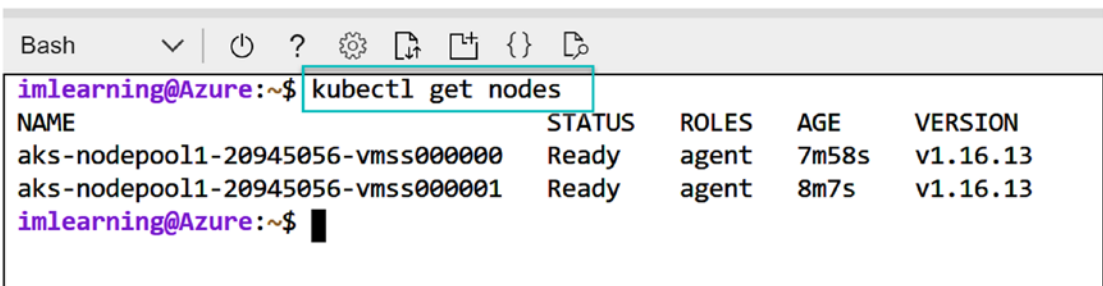 Bash ? {}
imlearning@Azure:~$ kubectl get nodes
NAME STATUS ROLES AGE VERSION
aks-nodepool1-20945056-vmss000000 Ready agent 7m58s v1.16.13
aks-nodepool1-20945056-vmss000001 Ready agent 8m7s v1.16.13
imlearning@Azure:~$